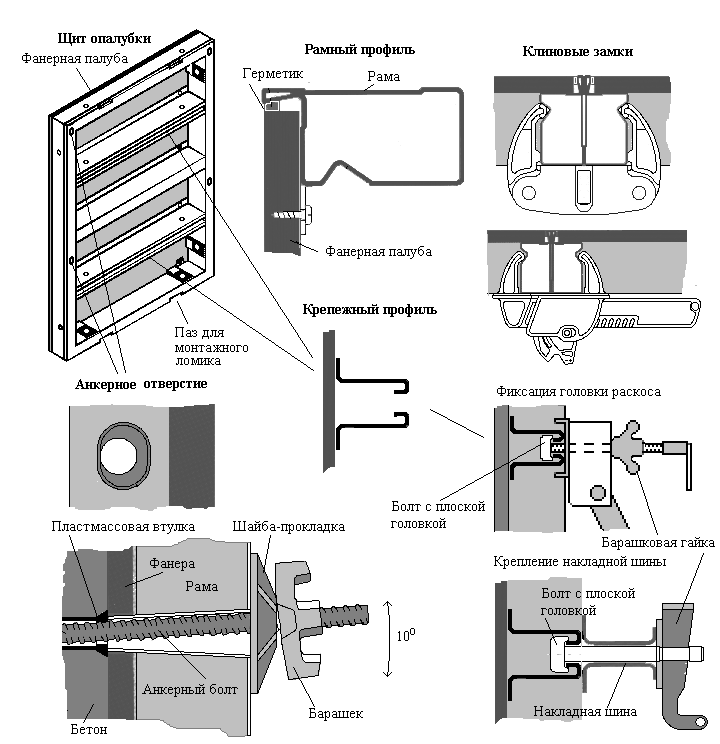 Щит опалубки
Фанерная палуба
Рамный профиль
Герметик
Рама
Фанерная палуба
Клиновые замки
Паз для
монтажного
ломика
Крепежный профиль
Анкерное отверстие
Фиксация головки раскоса
Болт с плоской
головкой
Барашковая гайка
Пластмассовая втулка
Шайба-прокладка
Фанера
Рама
10⁰
Анкерный болт
Барашек
Бетон
Крепление накладной шины
Болт с плоской
головкой
Накладная шина